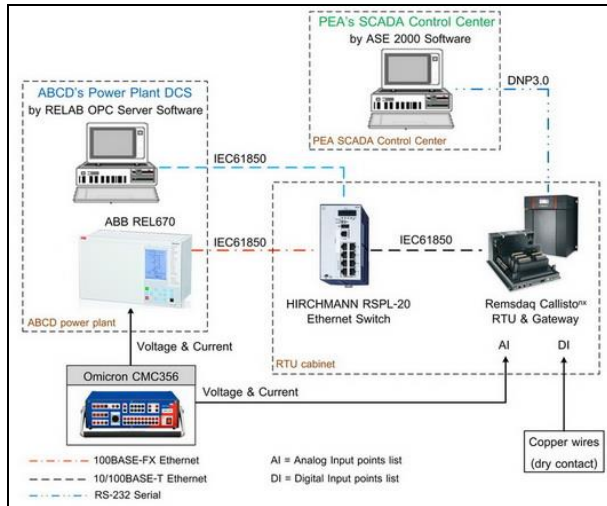 PEA's SCADA Control Center
by ASE 2000 Software
ABCD's Power Plant DCS
by RELAB OPC Server Software
DNP3.0
PEA SCADA Control Center
IEC61850
ABB REL670
IEC61850
IEC61850
HIRCHMANN RSPL-20
Ethernet Switch
Remsdaq Callistoⁿˣ
RTU & Gateway
ABCD power plant
RTU cabinet
AI
DI
Voltage & Current
Omicron CMC356
Voltage & Current
Copper wires
(dry contact)
100BASE-FX Ethernet
10/100BASE-T Ethernet
RS-232 Serial
AI = Analog Input points list
DI = Digital Input points list